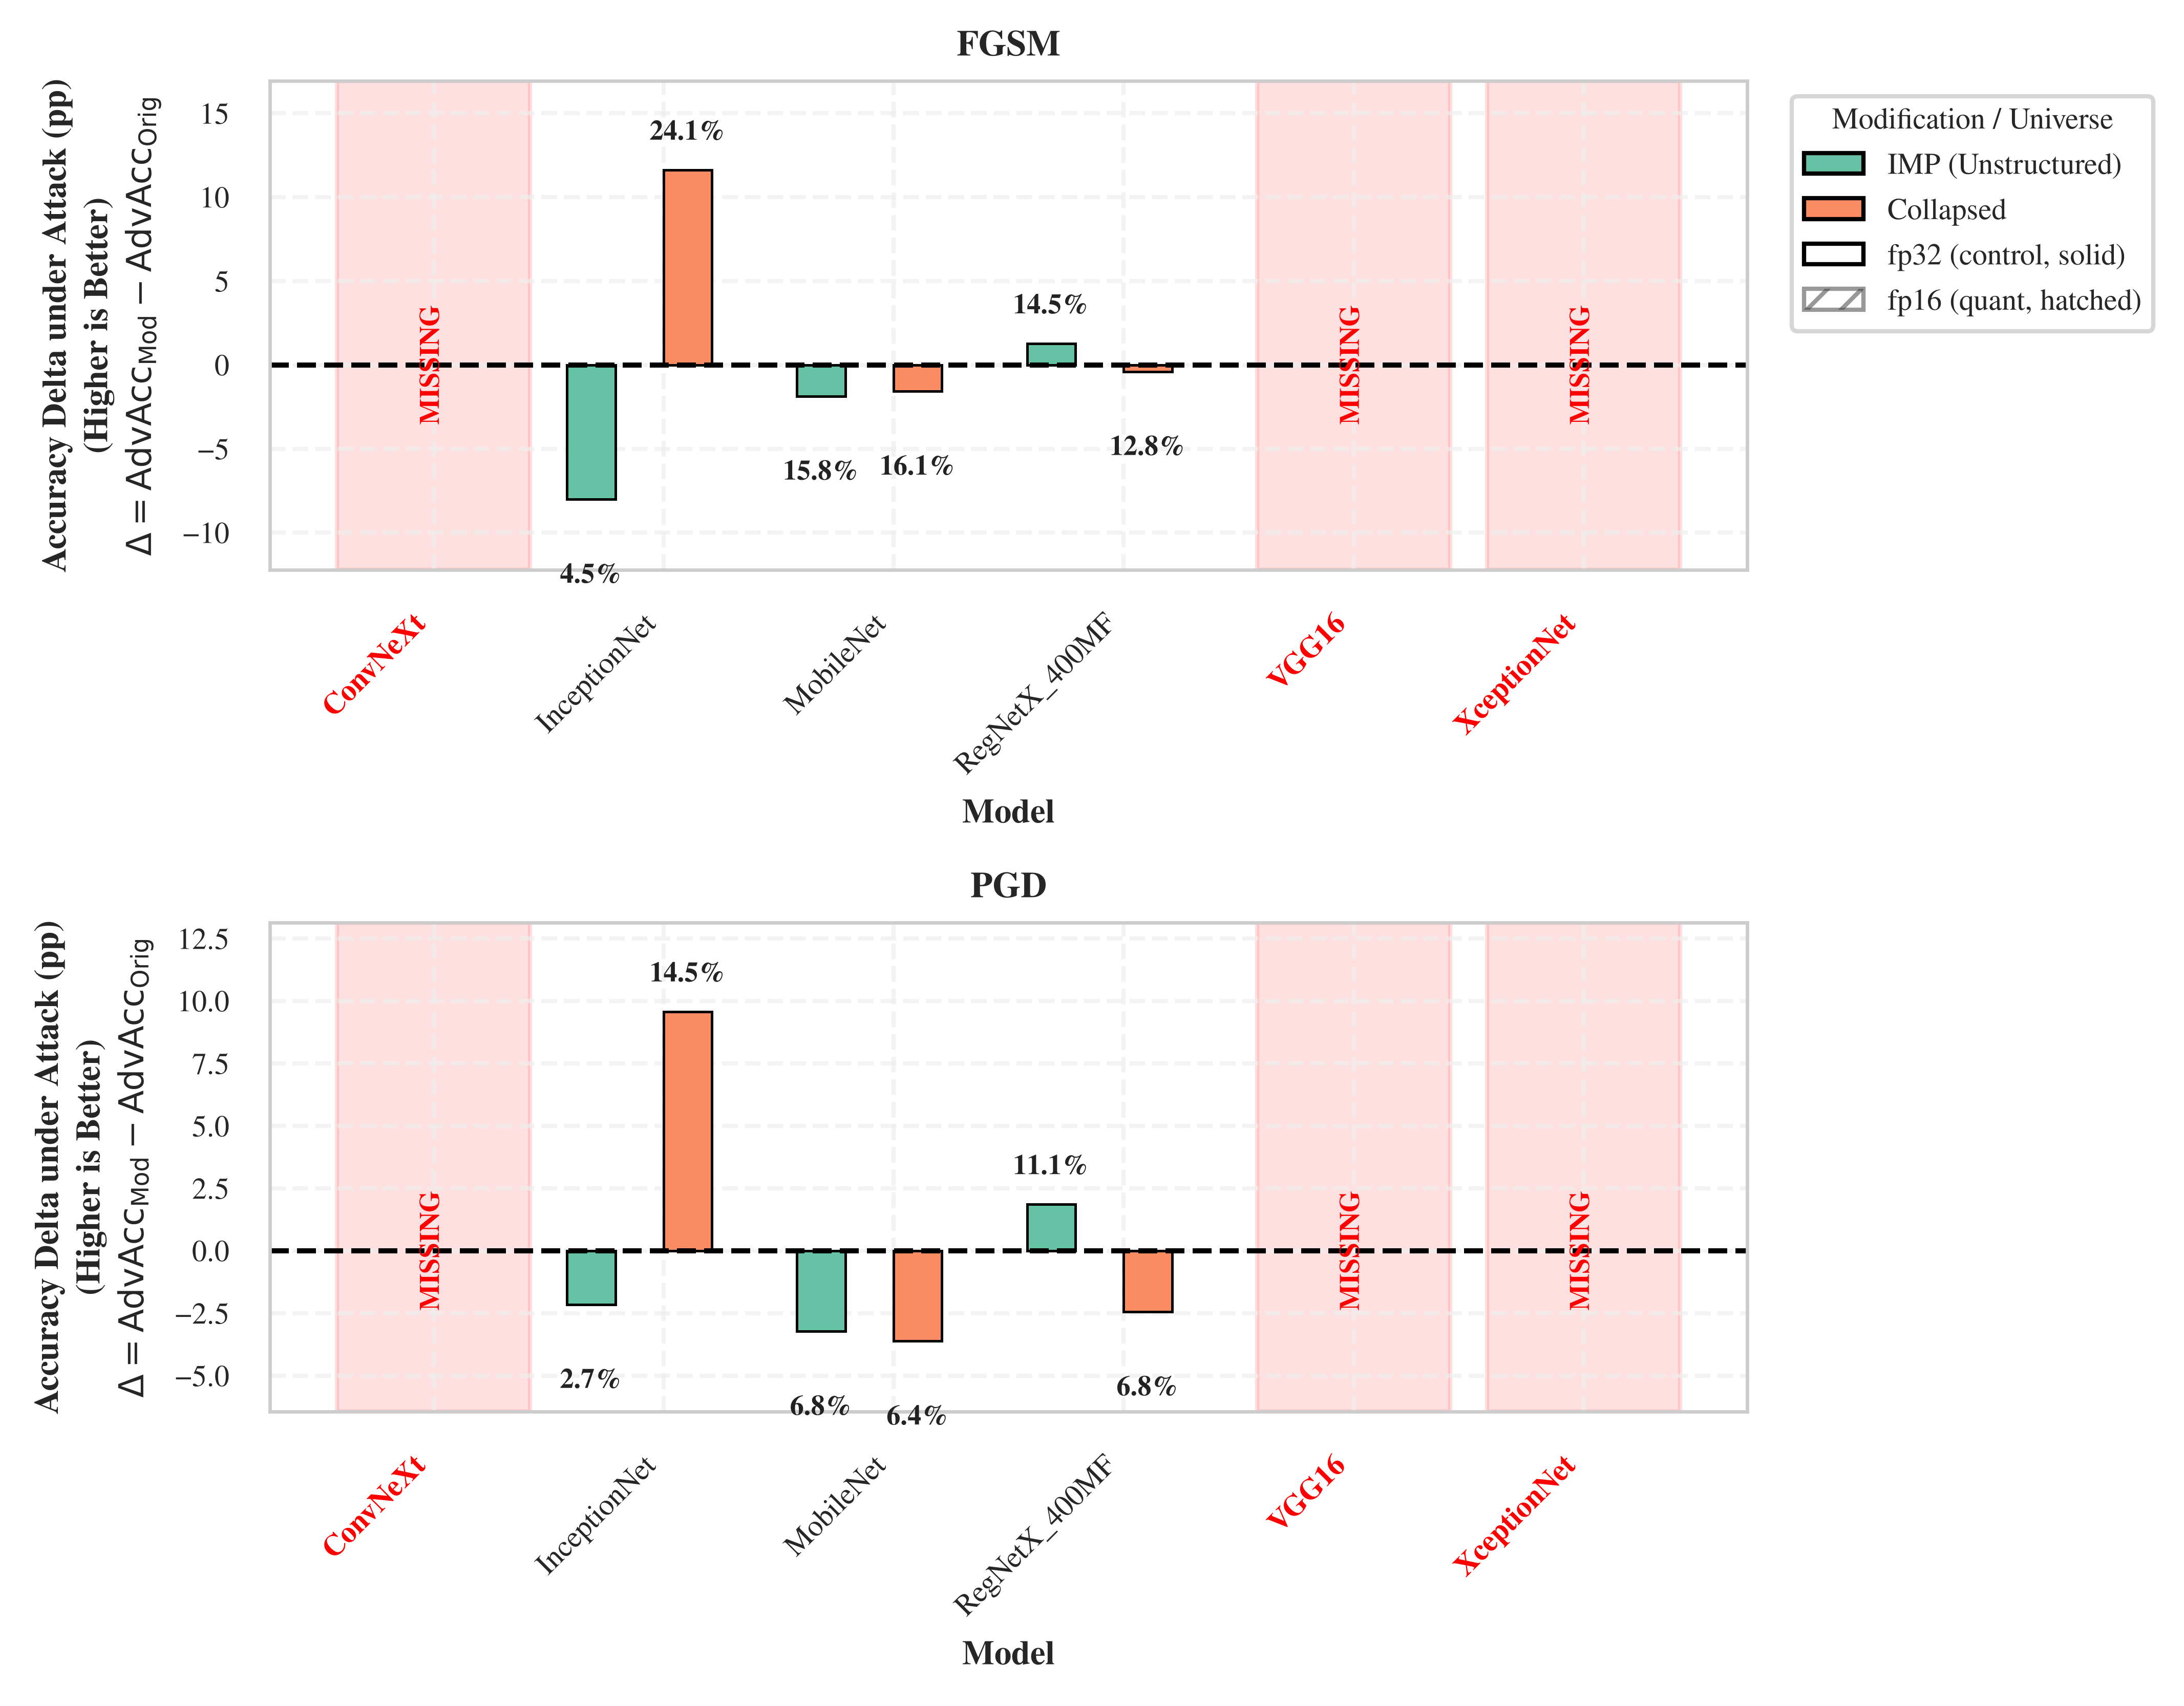 FGSM
Accuracy Delta under Attack (pp)
(Higher is Better)
Δ = AdvAcc_Mod − AdvAcc_Orig
15
10
5
0
−5
−10
MISSING
4.5%
24.1%
15.8%
16.1%
14.5%
12.8%
MISSING
MISSING
ConvNeXt
InceptionNet
MobileNet
RegNetX_400MF
VGG16
XceptionNet
Model
Modification / Universe
IMP (Unstructured)
Collapsed
fp32 (control, solid)
fp16 (quant, hatched)
PGD
Accuracy Delta under Attack (pp)
(Higher is Better)
Δ = AdvAcc_Mod − AdvAcc_Orig
12.5
10.0
7.5
5.0
2.5
0.0
−2.5
−5.0
MISSING
2.7%
14.5%
6.8%
6.4%
11.1%
6.8%
MISSING
MISSING
ConvNeXt
InceptionNet
MobileNet
RegNetX_400MF
VGG16
XceptionNet
Model